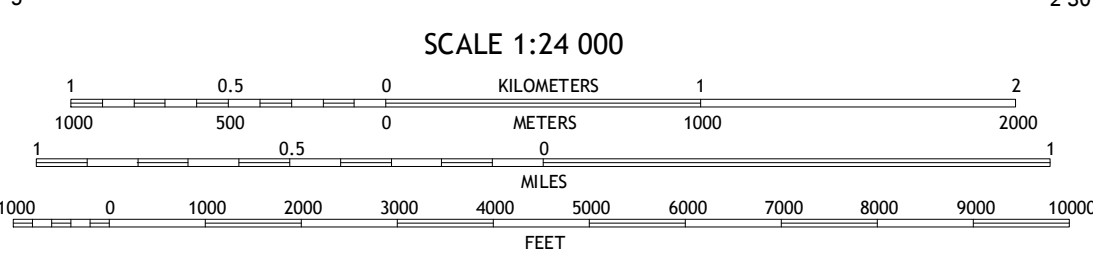 SCALE 1:24 000
1 0.5 0 KILOMETERS 1 2
1000 500 0 METERS 1000 2000
1 0.5 0 1
MILES
1000 0 1000 2000 3000 4000 5000 6000 7000 8000 9000 10000
FEET